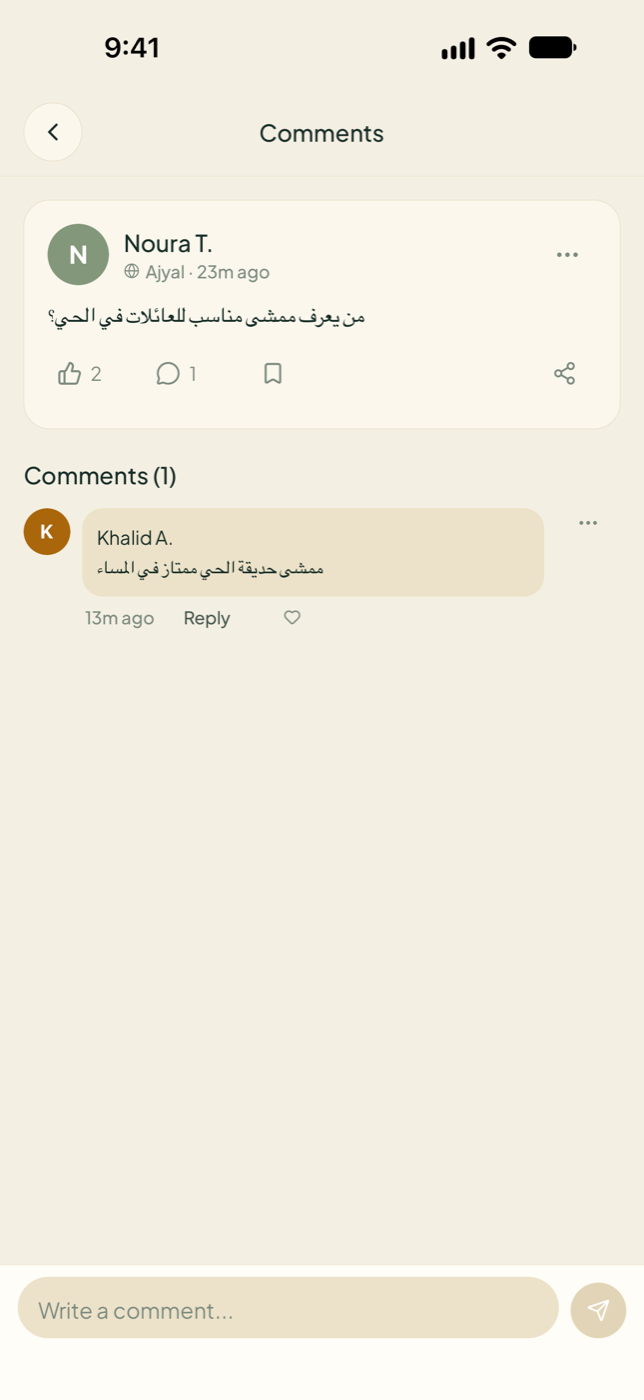 9:41
Comments
N
Noura T.
Ajyal · 23m ago
من يعرف ممشى مناسب للعائلات في الحي؟
2
1
Comments (1)
K
Khalid A.
ممشى حديقة الحي ممتاز في المساء
13m ago Reply
Write a comment...